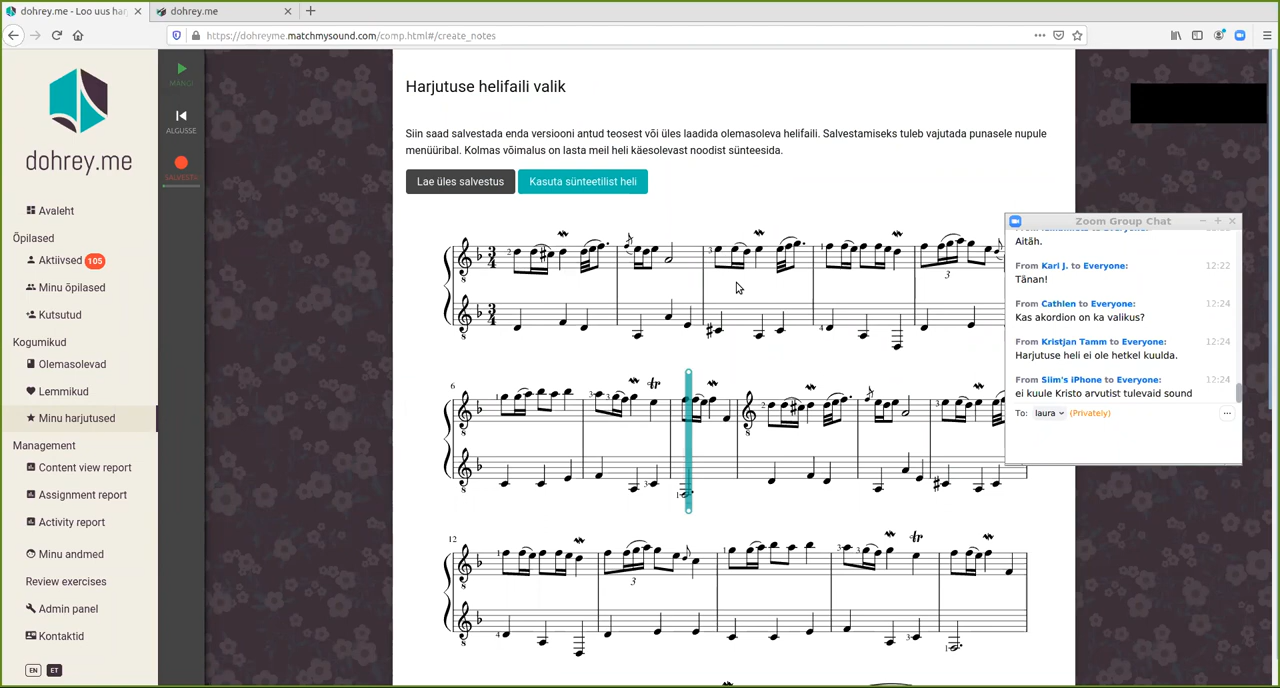 dohrey.me - Loo uus har
dohrey.me
https://dohreyme.matchmysound.com/comp.html#/create_notes
dohrey.me
Avaleht
Õpilased
Aktiivsed 105
Minu õpilased
Kutsutud
Kogumikud
Olemasolevad
Lemmikud
Minu harjutused
Management
Content view report
Assignment report
Activity report
Minu andmed
Review exercises
Admin panel
Kontaktid
EN ET
MÄNGI
ALGUSSE
SALVESTA
Harjutuse helifaili valik
Siin saad salvestada enda versiooni antud teosest või üles laadida olemasoleva helifaili. Salvestamiseks tuleb vajutada punasele nupule
menüüribal. Kolmas võimalus on lasta meil heli käesolevast noodist sünteesida.
Lae üles salvestus
Kasuta sünteetilist heli
3
6
tr
12
tr
3
Zoom Group Chat
Aitäh.
From Karl J. to Everyone: 12:22
Tänan!
From Cathlen to Everyone: 12:24
Kas akordion on ka valikus?
From Kristjan Tamm to Everyone: 12:24
Harjutuse heli ei ole hetkel kuulda.
From Siim's iPhone to Everyone: 12:24
ei kuule Kristo arvutist tulevaid sound
To: laura (Privately)